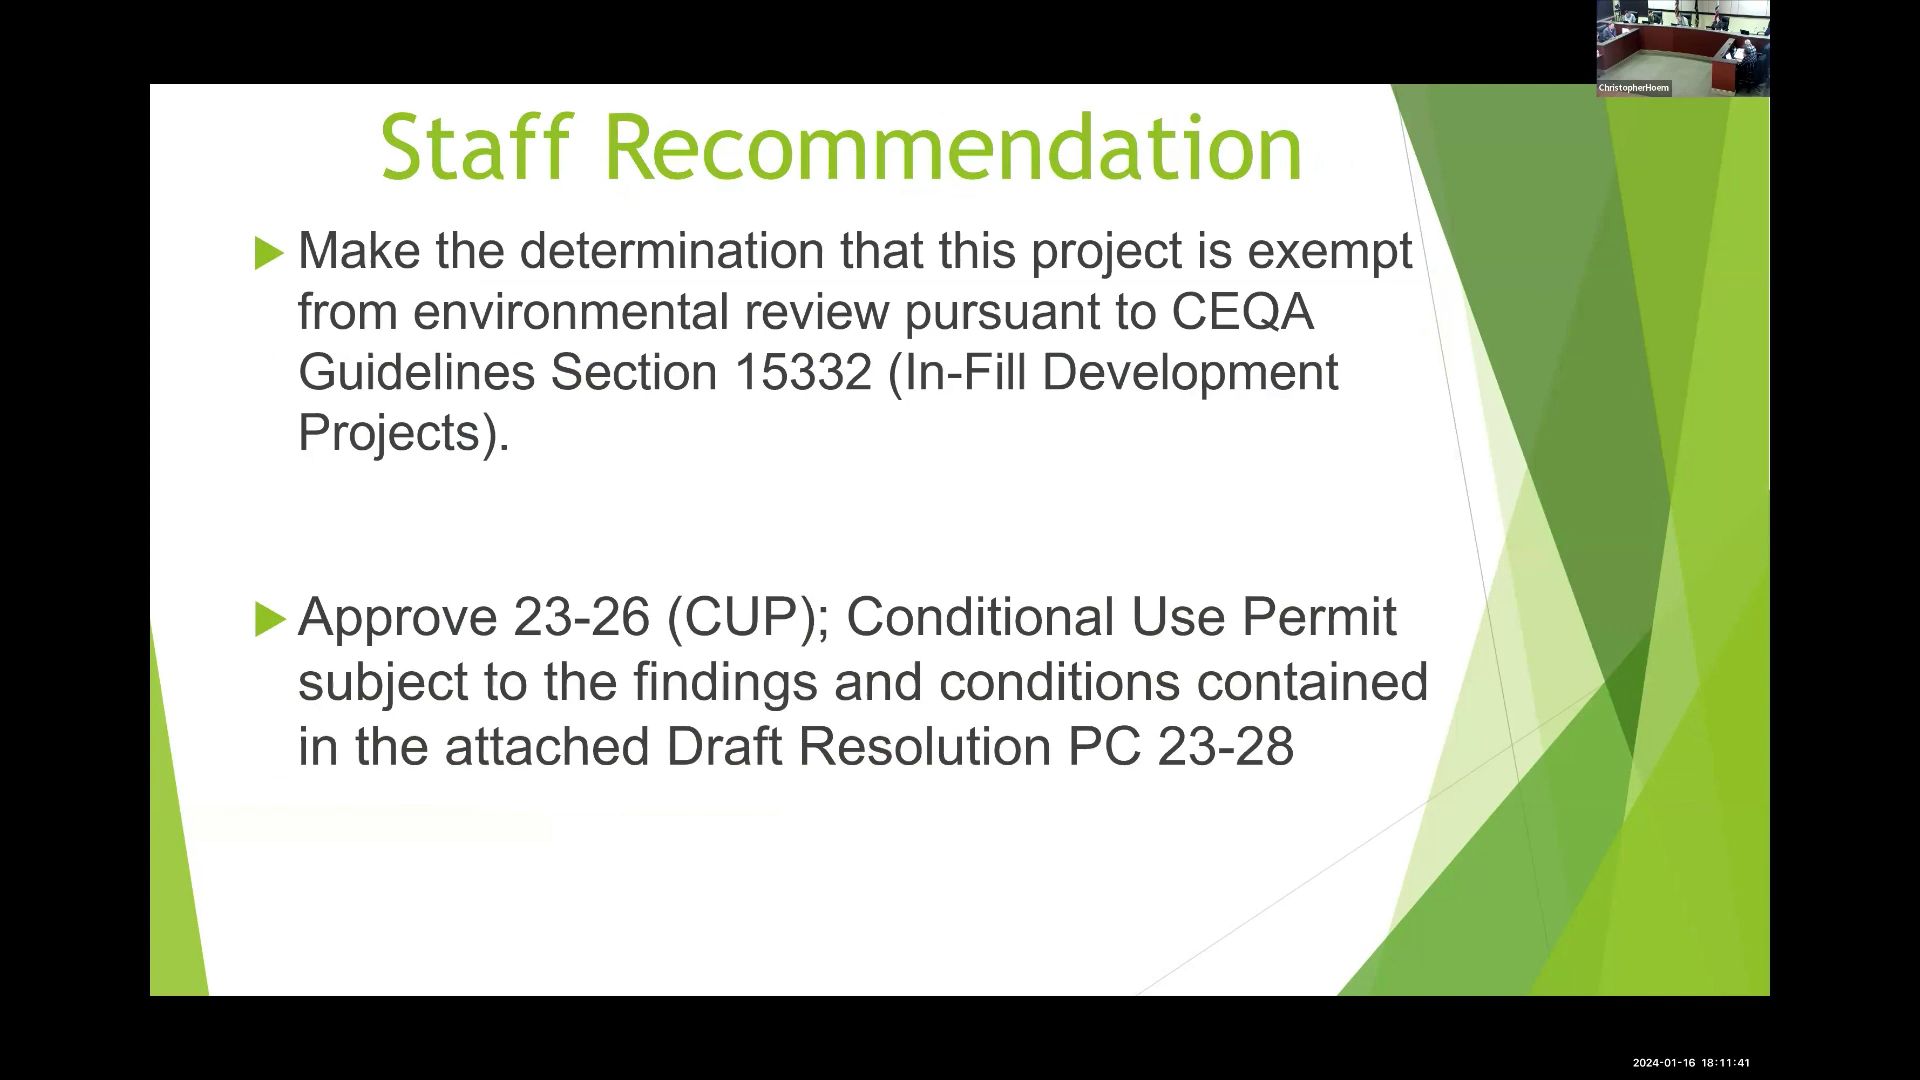 ChristopherHoem
Staff Recommendation
Make the determination that this project is exempt
from environmental review pursuant to CEQA
Guidelines Section 15332 (In-Fill Development
Projects).
Approve 23-26 (CUP); Conditional Use Permit
subject to the findings and conditions contained
in the attached Draft Resolution PC 23-28
2024-01-16 18:11:41